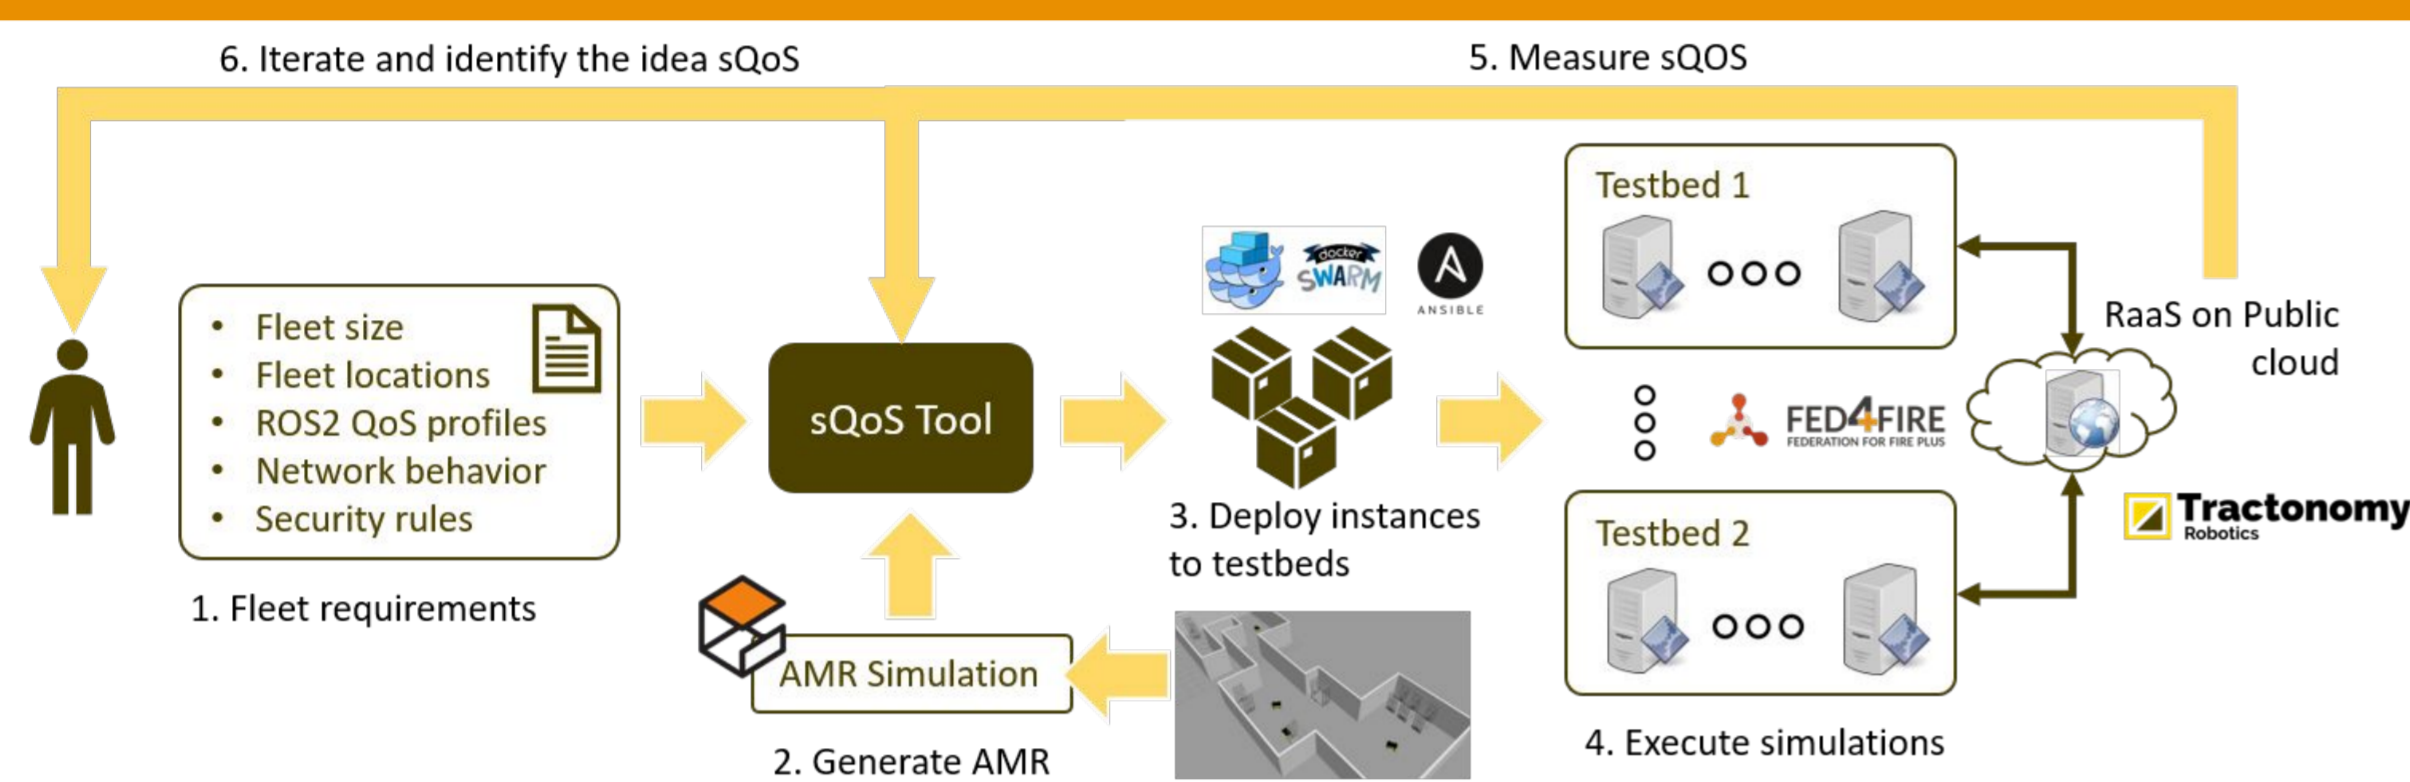 6. Iterate and identify the idea sQoS
5. Measure sQOS
• Fleet size
• Fleet locations
• ROS2 QoS profiles
• Network behavior
• Security rules
1. Fleet requirements
sQoS Tool
AMR Simulation
2. Generate AMR
docker
SWARM
A
ANSIBLE
3. Deploy instances
to testbeds
Testbed 1
FED4FIRE
FEDERATION FOR FIRE PLUS
Testbed 2
4. Execute simulations
RaaS on Public
cloud
Tractonomy
Robotics